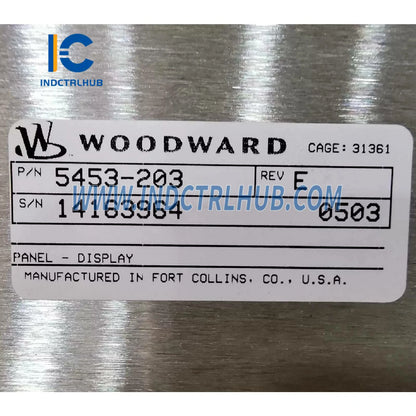 INDCTRLHUB
WOODWARD CAGE: 31361
P/N 5453-203 REV F
WWW.INDCTRLHUB.COM
S/N 14163964 0503
PANEL - DISPLAY
MANUFACTURED IN FORT COLLINS, CO., U.S.A.